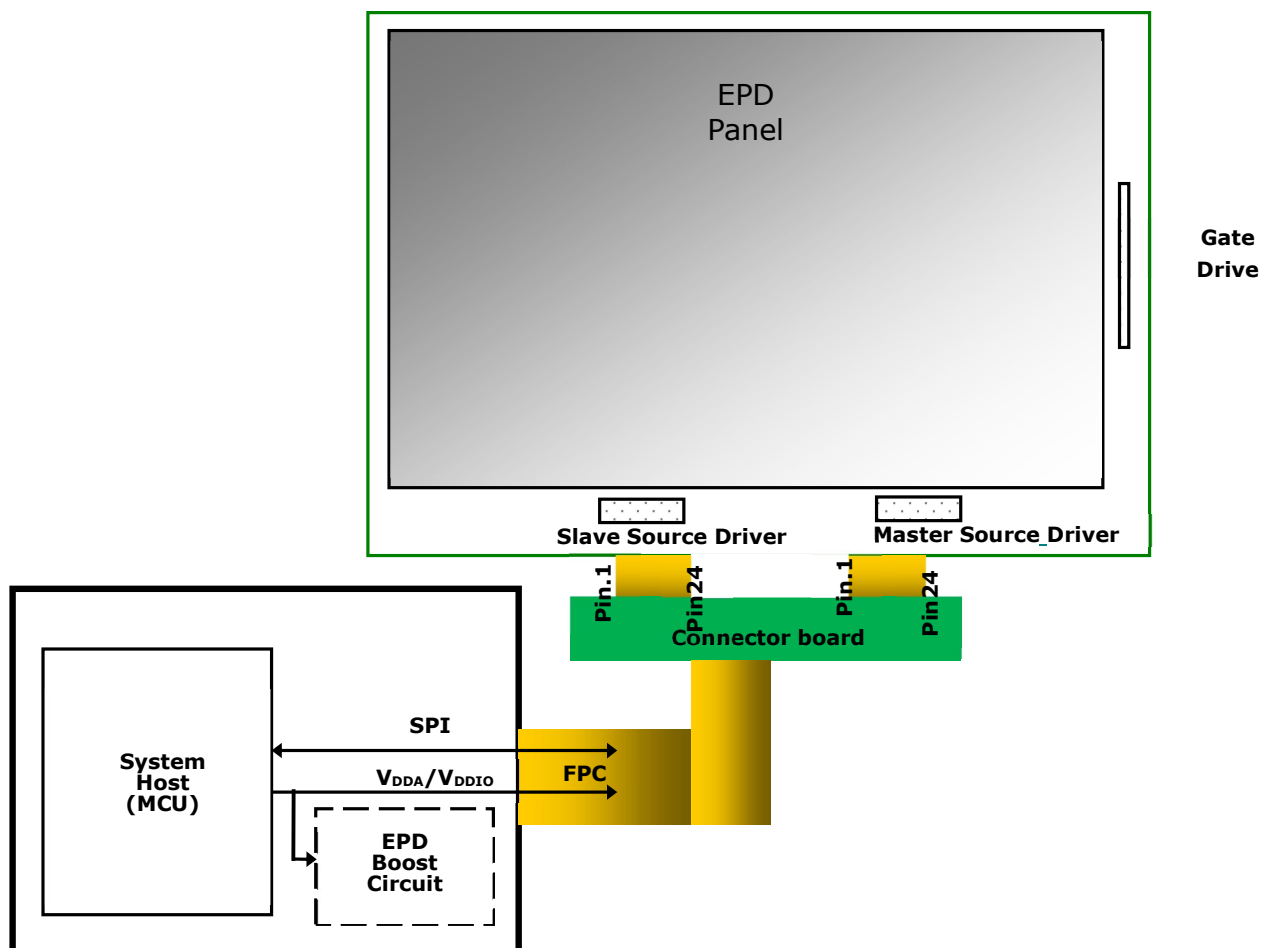 EPD
Panel
Gate
Drive
Slave Source Driver
Master Source Driver
Pin.1
Pin24
Pin.1
Pin24
Connector board
SPI
System
Host
(MCU)
VDDA/VDDIO
FPC
EPD
Boost
Circuit